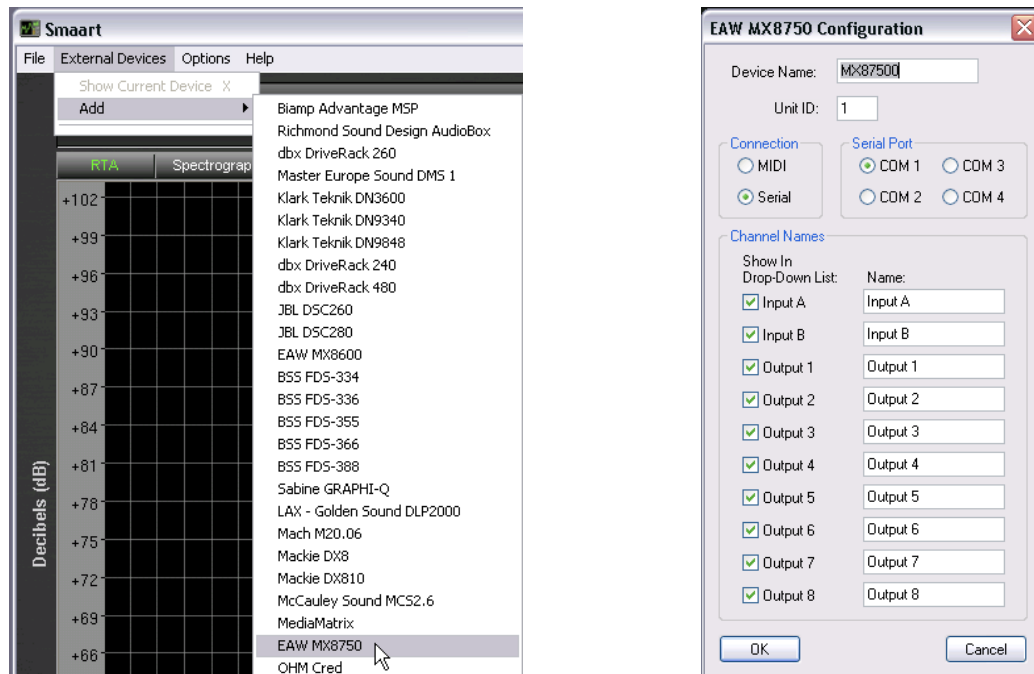 Smaart
File External Devices Options Help
Show Current Device X
Add
Biamp Advantage MSP
Richmond Sound Design AudioBox
dbx DriveRack 260
Master Europe Sound DMS 1
Klark Teknik DN3600
Klark Teknik DN9340
Klark Teknik DN9848
dbx DriveRack 240
dbx DriveRack 480
JBL DSC260
JBL DSC280
EAW MX8600
BSS FDS-334
BSS FDS-336
BSS FDS-355
BSS FDS-366
BSS FDS-388
Sabine GRAPHI-Q
LAX - Golden Sound DLP2000
Mach M20.06
Mackie DX8
Mackie DX810
McCauley Sound MCS2.6
MediaMatrix
EAW MX8750
OHM Cred
RTA Spectrograp
Decibels (dB)
+102
+99
+96
+93
+90
+87
+84
+81
+78
+75
+72
+69
+66
EAW MX8750 Configuration
Device Name: MX87500
Unit ID: 1
Connection
MIDI
Serial
Serial Port
COM 1 COM 3
COM 2 COM 4
Channel Names
Show In
Drop-Down List: Name:
Input A Input A
Input B Input B
Output 1 Output 1
Output 2 Output 2
Output 3 Output 3
Output 4 Output 4
Output 5 Output 5
Output 6 Output 6
Output 7 Output 7
Output 8 Output 8
OK Cancel